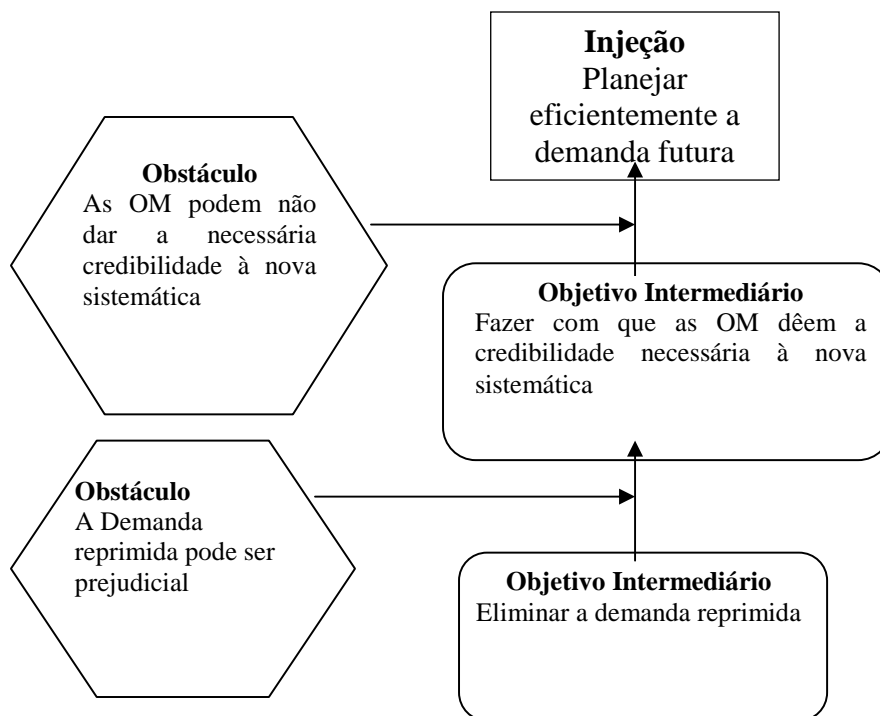 Injeção
Planejar
eficientemente a
demanda futura
Obstáculo
As OM podem não
dar a necessária
credibilidade à nova
sistemática
Objetivo Intermediário
Fazer com que as OM dêem a
credibilidade necessária à nova
sistemática
Obstáculo
A Demanda
reprimida pode ser
prejudicial
Objetivo Intermediário
Eliminar a demanda reprimida